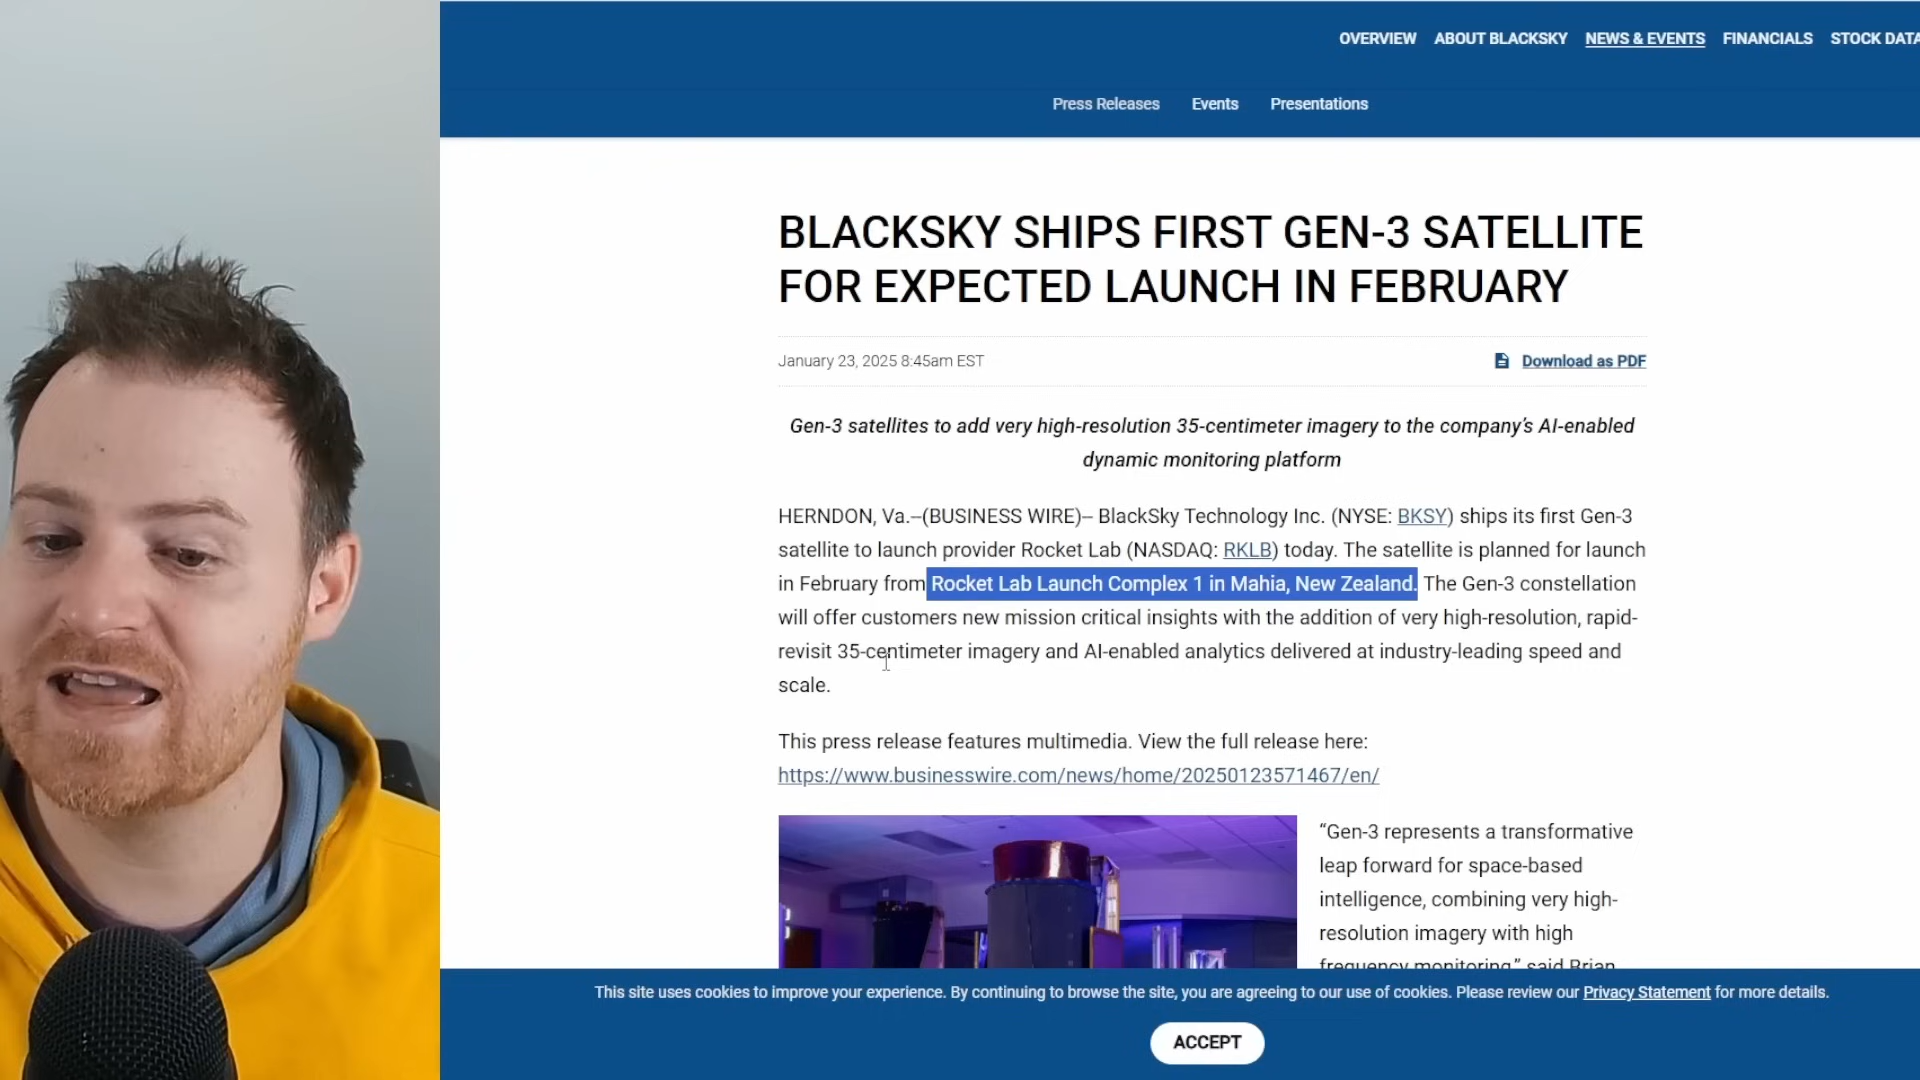 OVERVIEW ABOUT BLACKSKY NEWS & EVENTS FINANCIALS STOCK DATA
Press Releases Events Presentations
BLACKSKY SHIPS FIRST GEN-3 SATELLITE
FOR EXPECTED LAUNCH IN FEBRUARY
January 23, 2025 8:45am EST
Download as PDF
Gen-3 satellites to add very high-resolution 35-centimeter imagery to the company's AI-enabled
dynamic monitoring platform
HERNDON, Va.--(BUSINESS WIRE)-- BlackSky Technology Inc. (NYSE: BKSY) ships its first Gen-3
satellite to launch provider Rocket Lab (NASDAQ: RKLB) today. The satellite is planned for launch
in February from Rocket Lab Launch Complex 1 in Mahia, New Zealand. The Gen-3 constellation
will offer customers new mission critical insights with the addition of very high-resolution, rapid-
revisit 35-centimeter imagery and AI-enabled analytics delivered at industry-leading speed and
scale.
This press release features multimedia. View the full release here:
https://www.businesswire.com/news/home/20250123571467/en/
“Gen-3 represents a transformative
leap forward for space-based
intelligence, combining very high-
resolution imagery with high
frequency monitoring,” said Brian
This site uses cookies to improve your experience. By continuing to browse the site, you are agreeing to our use of cookies. Please review our Privacy Statement for more details.
ACCEPT